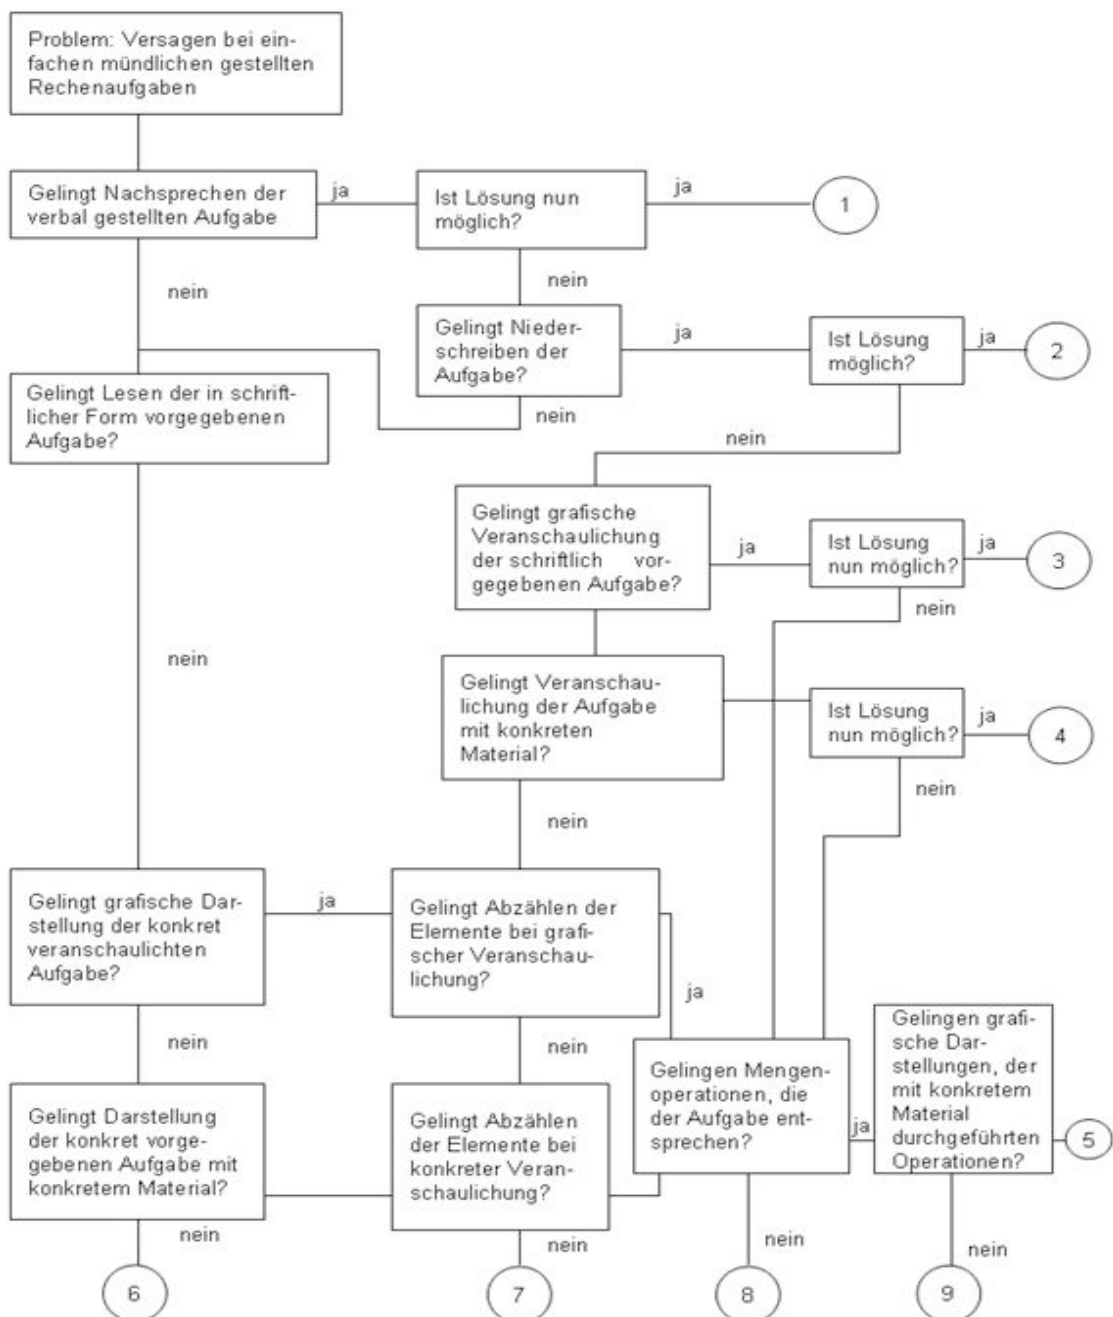 Problem: Versagen bei ein-
fachen mündlichen gestellten
Rechenaufgaben
Gelingt Nachsprechen der
verbal gestellten Aufgabe
ja
Ist Lösung nun
möglich?
ja
1
nein
nein
Gelingt Nieder-
schreiben der
Aufgabe?
ja
Ist Lösung
möglich?
ja
2
Gelingt Lesen der in schrift-
licher Form vorgegebenen
Aufgabe?
nein
nein
Gelingt grafische
Veranschaulichung
der schriftlich vor-
gegebenen Aufgabe?
ja
Ist Lösung
nun möglich?
ja
3
nein
nein
Gelingt Veranschau-
lichung der Aufgabe
mit konkreten
Material?
Ist Lösung
nun möglich?
ja
4
nein
nein
Gelingt grafische Dar-
stellung der konkret
veranschaulichten
Aufgabe?
ja
Gelingt Abzählen der
Elemente bei grafi-
scher Veranschau-
lichung?
ja
nein
nein
Gelingt Darstellung
der konkret vorge-
gebenen Aufgabe mit
konkretem Material?
Gelingt Abzählen
der Elemente bei
konkreter Veran-
schaulichung?
Gelingen Mengen-
operationen, die
der Aufgabe ent-
sprechen?
ja
Gelingen grafi-
sche Dar-
stellungen, der
mit konkretem
Material
durchgeführten
Operationen?
5
nein
nein
nein
nein
6
7
8
9